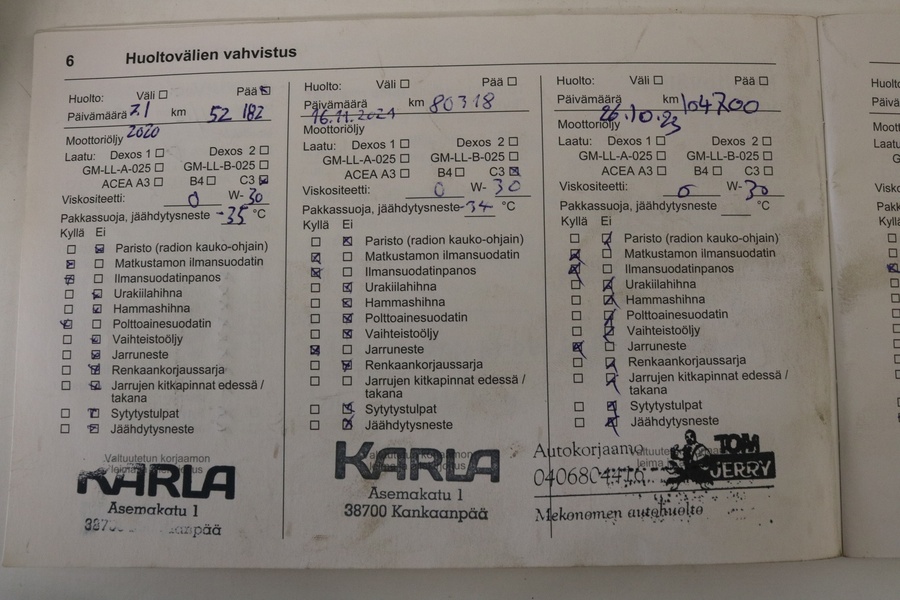 6 Huoltovälien vahvistus
Huolto: Väli Pää
Päivämäärä 7.1 km 52 182
Moottoriöljy 2020
Laatu: Dexos 1 Dexos 2
GM-LL-A-025 GM-LL-B-025
ACEA A3 B4 C3
Viskositeetti: 0 W-30
Pakkassuoja, jäähdytysneste -35 °C
Kyllä Ei
Paristo (radion kauko-ohjain)
Matkustamon ilmansuodatin
Ilmansuodatinpanos
Urakiilahihna
Hammashihna
Polttoainesuodatin
Vaihteistoöljy
Jarruneste
Renkaankorjaussarja
Jarrujen kitkapinnat edessä /
takana
Sytytystulpat
Jäähdytysneste
Valtuutetun korjaamon
KARLA
Asemakatu 1
Huolto: Väli Pää
Päivämäärä km 80318
16.11.2021
Moottoriöljy
Laatu: Dexos 1 Dexos 2
GM-LL-A-025 GM-LL-B-025
ACEA A3 B4 C3
Viskositeetti: 0 W- 30
Pakkassuoja, jäähdytysneste -34 °C
Kyllä Ei
Paristo (radion kauko-ohjain)
Matkustamon ilmansuodatin
Ilmansuodatinpanos
Urakiilahihna
Hammashihna
Polttoainesuodatin
Vaihteistoöljy
Jarruneste
Renkaankorjaussarja
Jarrujen kitkapinnat edessä /
takana
Sytytystulpat
Jäähdytysneste
KARLA
Asemakatu 1
38700 Kankaanpää
Huolto: Väli Pää
Päivämäärä km 104700
26.10.23
Moottoriöljy
Laatu: Dexos 1 Dexos 2
GM-LL-A-025 GM-LL-B-025
ACEA A3 B4 C3
Viskositeetti: 0 W- 30
Pakkassuoja, jäähdytysneste °C
Kyllä Ei
Paristo (radion kauko-ohjain)
Matkustamon ilmansuodatin
Ilmansuodatinpanos
Urakiilahihna
Hammashihna
Polttoainesuodatin
Vaihteistoöljy
Jarruneste
Renkaankorjaussarja
Jarrujen kitkapinnat edessä /
takana
Sytytystulpat
Jäähdytysneste
Autokorjaamo
TOM
JERRY
Mekonomen autohuolto